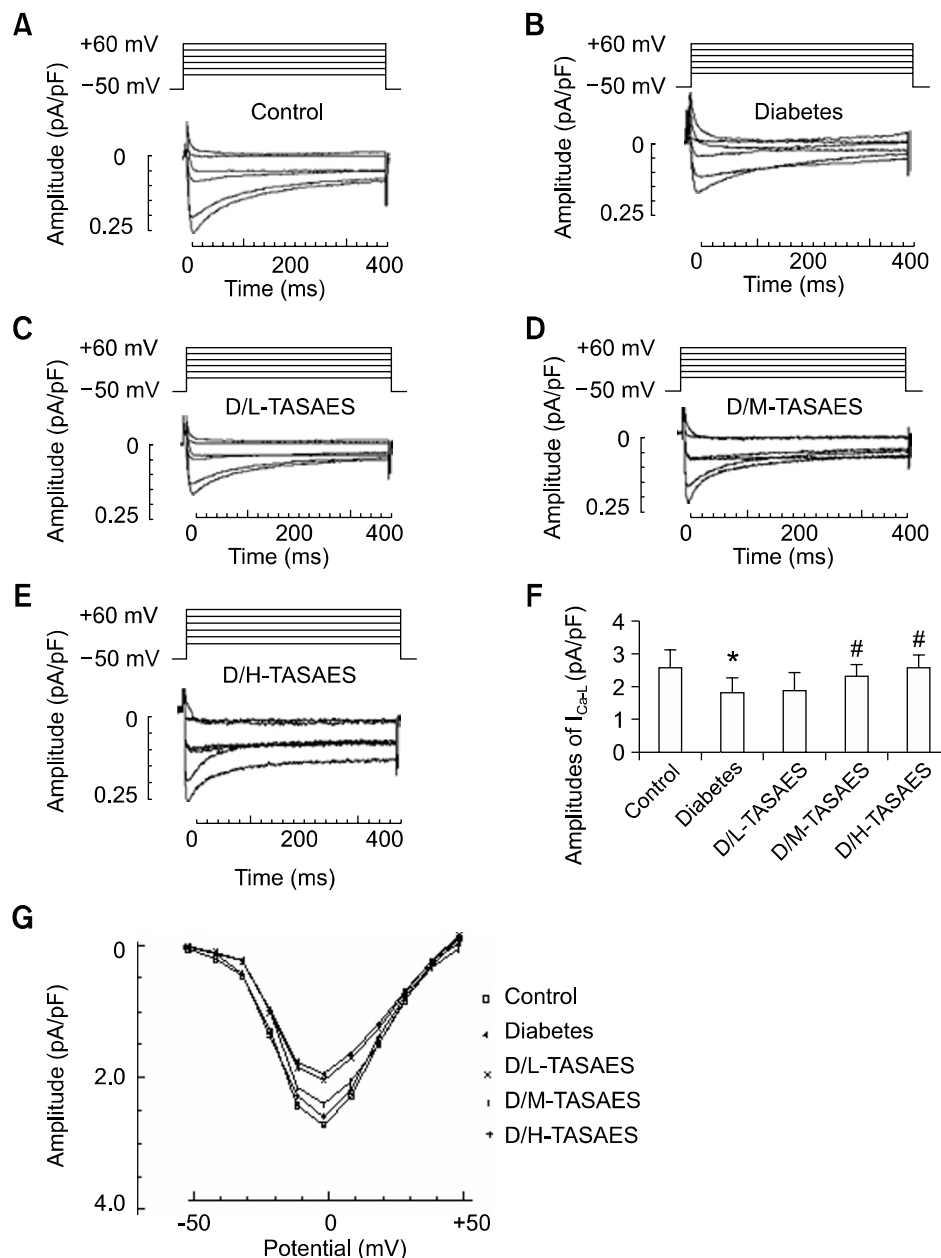 A
+60 mV
−50 mV
Control
Amplitude (pA/pF)
0
0.25
0 200 400
Time (ms)
B
+60 mV
−50 mV
Diabetes
Amplitude (pA/pF)
0
0.25
0 200 400
Time (ms)
C
+60 mV
−50 mV
D/L-TASAES
Amplitude (pA/pF)
0
0.25
0 200 400
Time (ms)
D
+60 mV
−50 mV
D/M-TASAES
Amplitude (pA/pF)
0
0.25
0 200 400
Time (ms)
E
+60 mV
−50 mV
D/H-TASAES
Amplitude (pA/pF)
0
0.25
0 200 400
Time (ms)
F
Amplitudes of I_Ca-L (pA/pF)
4
3
2
1
0
* # #
Control
Diabetes
D/L-TASAES
D/M-TASAES
D/H-TASAES
G
Amplitude (pA/pF)
0
2.0
4.0
-50 0 +50
Potential (mV)
Control
Diabetes
D/L-TASAES
D/M-TASAES
D/H-TASAES